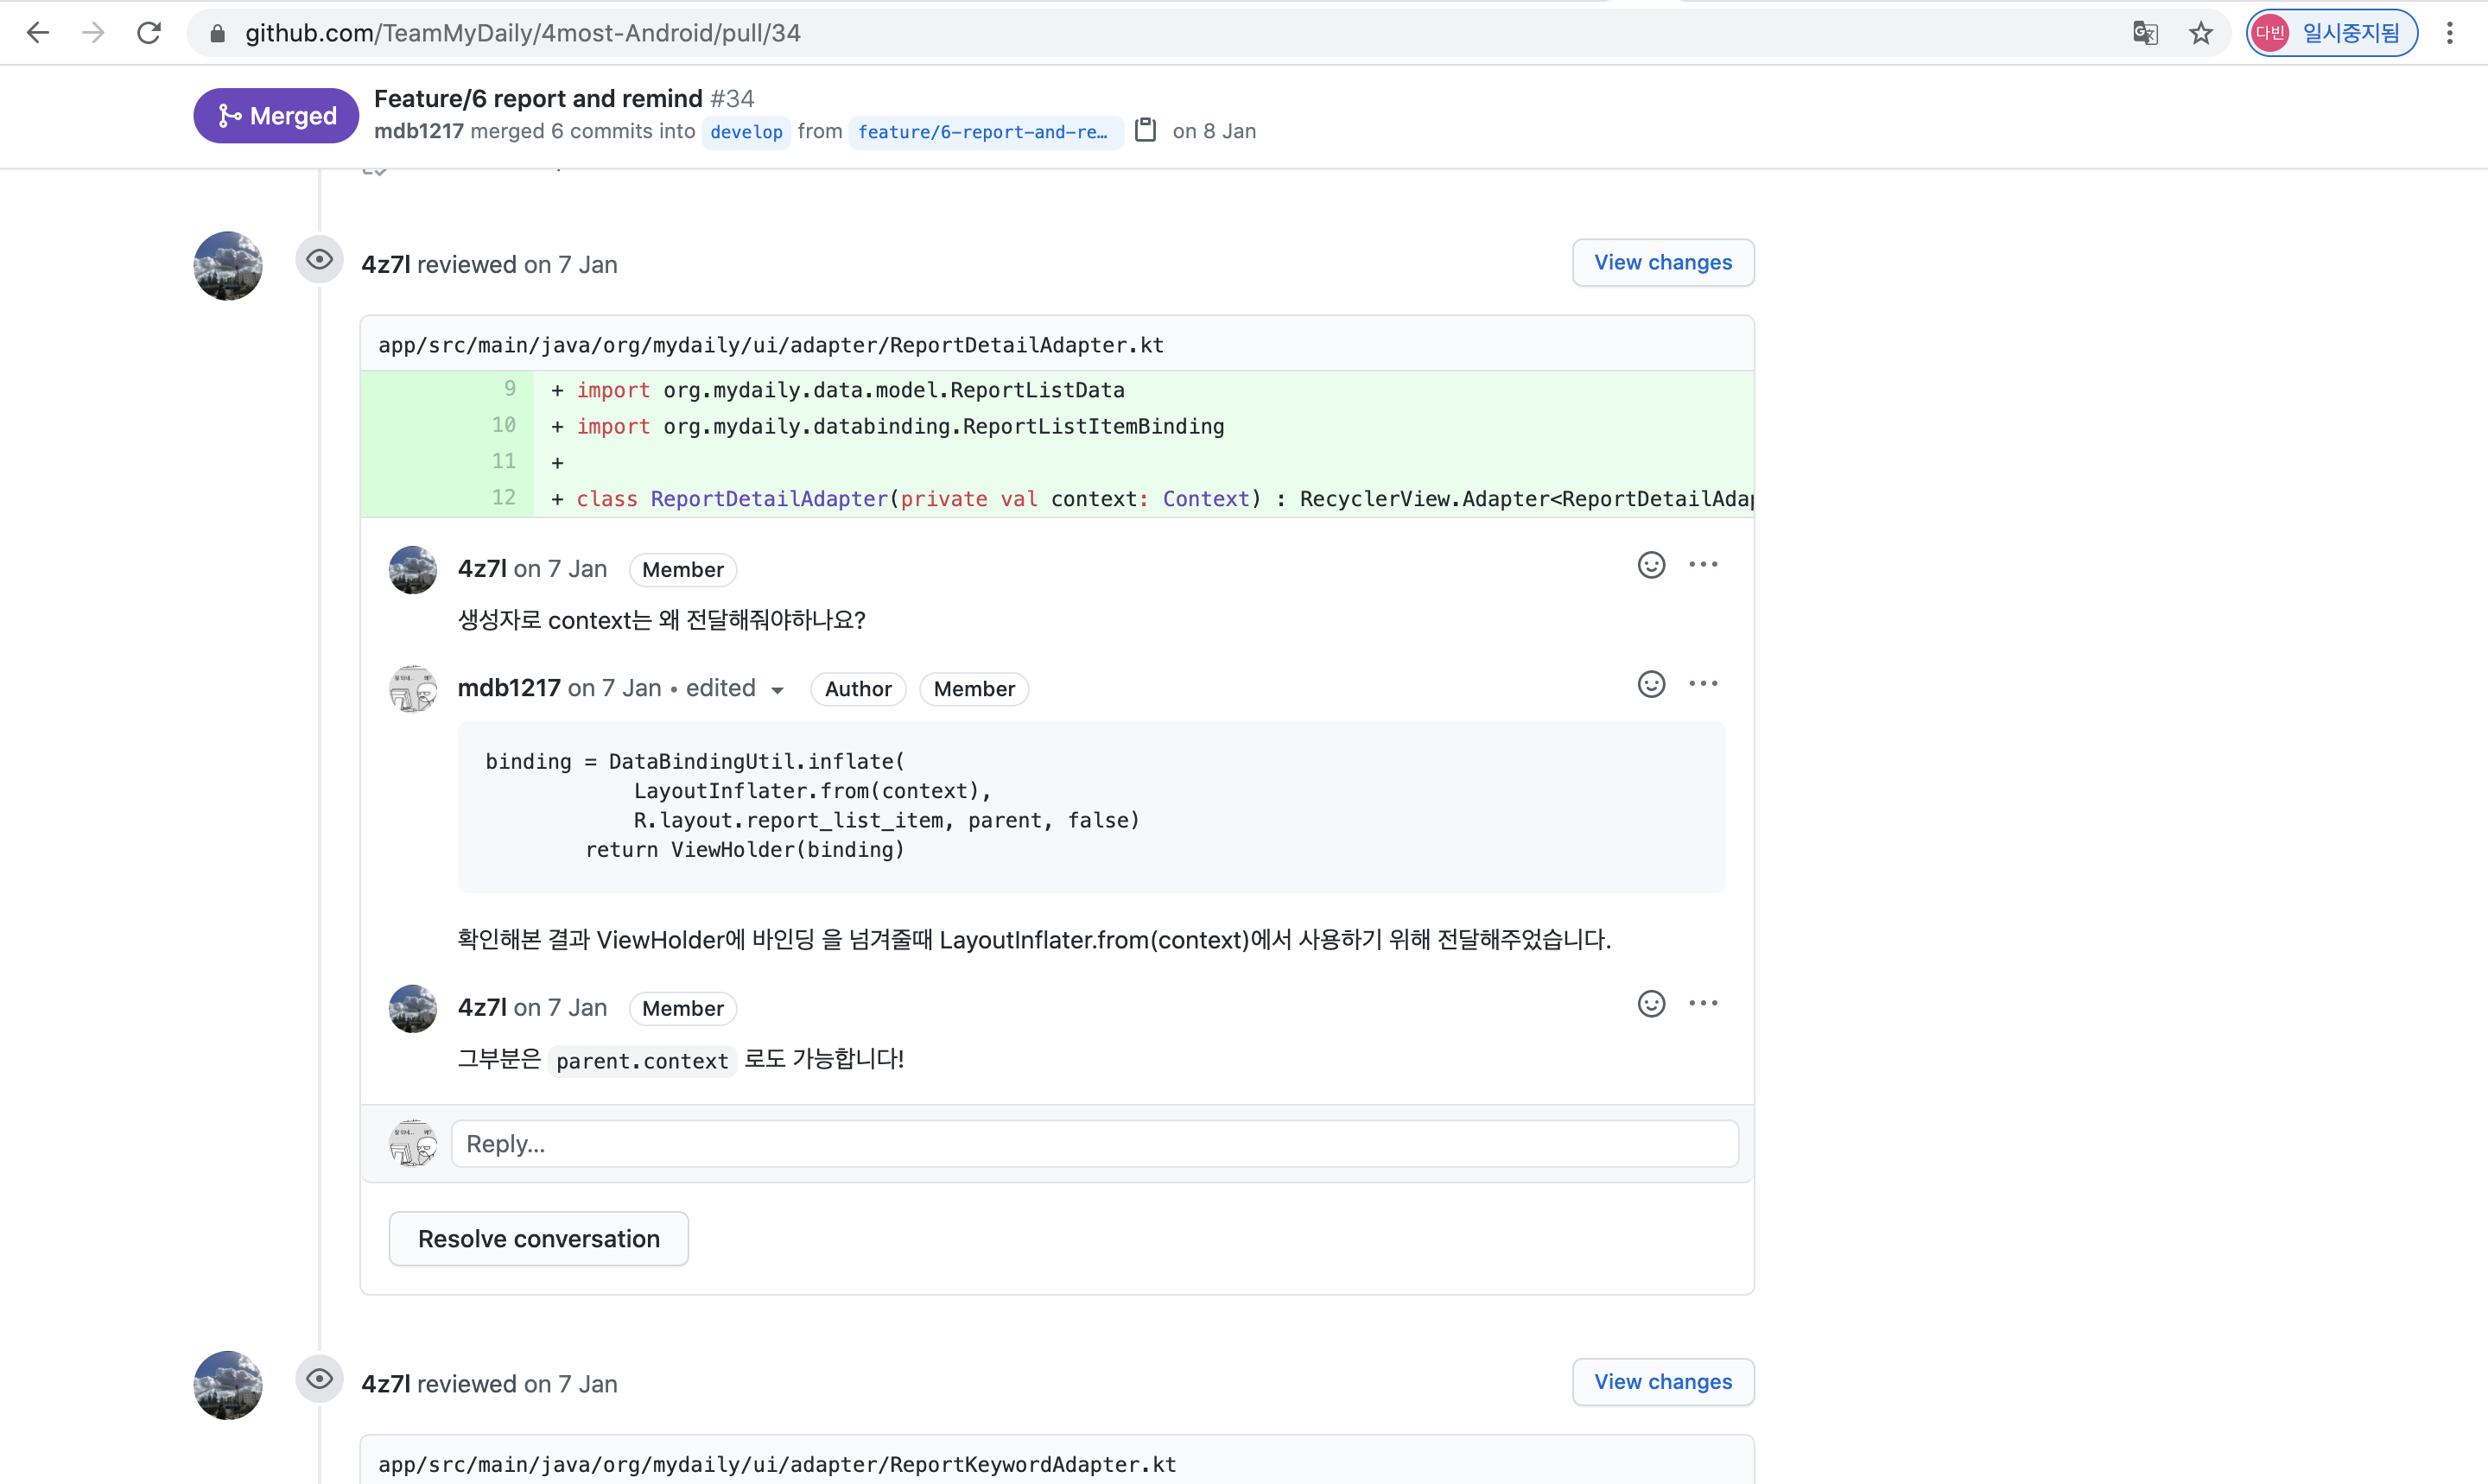 github.com/TeamMyDaily/4most-Android/pull/34
다빈 일시중지됨
Merged
Feature/6 report and remind #34
mdb1217 merged 6 commits into develop from feature/6-report-and-re… on 8 Jan
4z7l reviewed on 7 Jan
View changes
app/src/main/java/org/mydaily/ui/adapter/ReportDetailAdapter.kt
9 + import org.mydaily.data.model.ReportListData
10 + import org.mydaily.databinding.ReportListItemBinding
11 +
12 + class ReportDetailAdapter(private val context: Context) : RecyclerView.Adapter<ReportDetailAdap
4z7l on 7 Jan Member
생성자로 context는 왜 전달해줘야하나요?
mdb1217 on 7 Jan • edited Author Member
binding = DataBindingUtil.inflate(
LayoutInflater.from(context),
R.layout.report_list_item, parent, false)
return ViewHolder(binding)
확인해본 결과 ViewHolder에 바인딩 을 넘겨줄때 LayoutInflater.from(context)에서 사용하기 위해 전달해주었습니다.
4z7l on 7 Jan Member
그부분은 parent.context 로도 가능합니다!
Reply...
Resolve conversation
4z7l reviewed on 7 Jan
View changes
app/src/main/java/org/mydaily/ui/adapter/ReportKeywordAdapter.kt